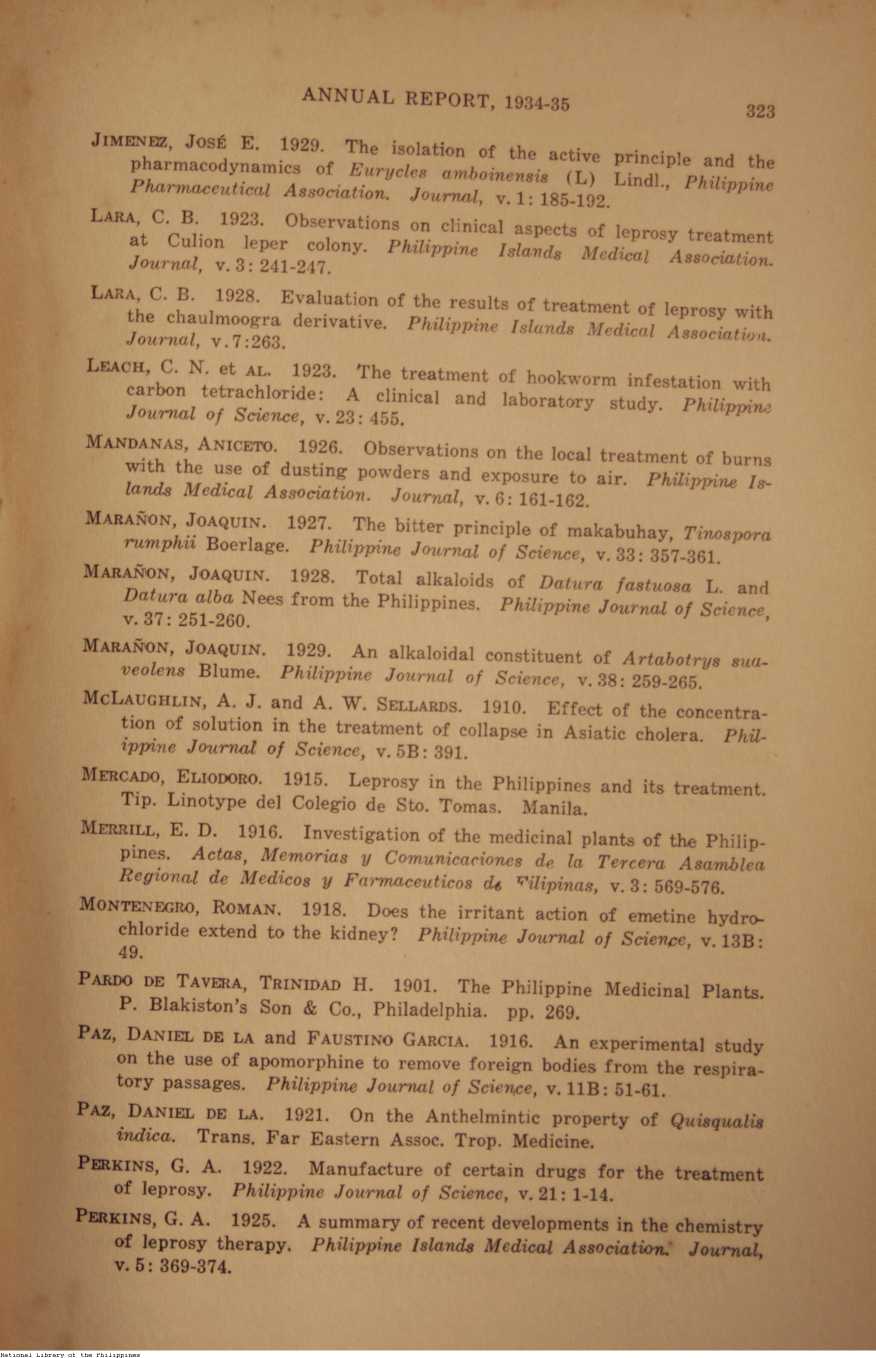 ANNUAL REPORT, 1934-35
323
JIMENEZ, JOSÉ E. 1929. The isolation of the active principle and the
pharmacodynamics of Eurycles amboinensis (L) Lindl., Philippine
Pharmaceutical Association. Journal, v. 1: 185-192.
LARA, C. B. 1923. Observations on clinical aspects of leprosy treatment
at Culion leper colony. Philippine Islands Medical Association.
Journal, v. 3: 241-247.
LARA, C. B. 1928. Evaluation of the results of treatment of leprosy with
the chaulmoogra derivative. Philippine Islands Medical Association.
Journal, v. 7:263.
LEACH, C. N. et AL. 1923. The treatment of hookworm infestation with
carbon tetrachloride: A clinical and laboratory study. Philippine
Journal of Science, v. 23: 455.
MANDANAS, ANICETO. 1926. Observations on the local treatment of burns
with the use of dusting powders and exposure to air. Philippine Is-
lands Medical Association. Journal, v. 6: 161-162.
MARAÑON, JOAQUIN. 1927. The bitter principle of makabuhay, Tinospora
rumphii Boerlage. Philippine Journal of Science, v. 33: 357-361.
MARAÑON, JOAQUIN. 1928. Total alkaloids of Datura fastuosa L. and
Datura alba Nees from the Philippines. Philippine Journal of Science,
v. 37: 251-260.
MARAÑON, JOAQUIN. 1929. An alkaloidal constituent of Artabotrys sua-
veolens Blume. Philippine Journal of Science, v. 38: 259-265.
MCLAUGHLIN, A. J. and A. W. SELLARDS. 1910. Effect of the concentra-
tion of solution in the treatment of collapse in Asiatic cholera. Phil-
ippine Journal of Science, v. 5B: 391.
MERCADO, ELIODORO. 1915. Leprosy in the Philippines and its treatment.
Tip. Linotype del Colegio de Sto. Tomas. Manila.
MERRILL, E. D. 1916. Investigation of the medicinal plants of the Philip-
pines. Actas, Memorias y Comunicaciones de la Tercera Asamblea
Regional de Medicos y Farmaceuticos de Filipinas, v. 3: 569-576.
MONTENEGRO, ROMAN. 1918. Does the irritant action of emetine hydro-
chloride extend to the kidney? Philippine Journal of Science, v. 13B:
49.
PARDO DE TAVERA, TRINIDAD H. 1901. The Philippine Medicinal Plants.
P. Blakiston's Son & Co., Philadelphia. pp. 269.
PAZ, DANIEL DE LA and FAUSTINO GARCIA. 1916. An experimental study
on the use of apomorphine to remove foreign bodies from the respira-
tory passages. Philippine Journal of Science, v. 11B: 51-61.
PAZ, DANIEL DE LA. 1921. On the Anthelmintic property of Quisqualis
indica. Trans. Far Eastern Assoc. Trop. Medicine.
PERKINS, G. A. 1922. Manufacture of certain drugs for the treatment
of leprosy. Philippine Journal of Science, v. 21: 1-14.
PERKINS, G. A. 1925. A summary of recent developments in the chemistry
of leprosy therapy. Philippine Islands Medical Association. Journal,
v. 5: 369-374.
National Library of the Philippines